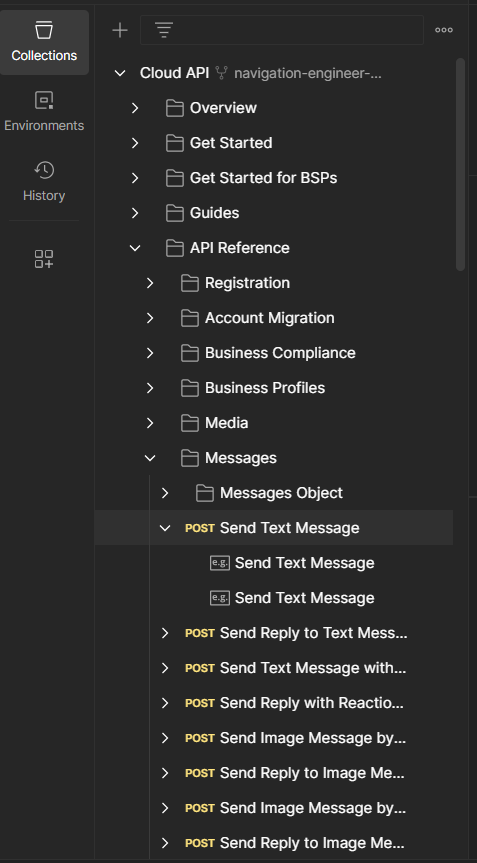 Collections
Environments
History
Cloud API navigation-engineer-...
Overview
Get Started
Get Started for BSPs
Guides
API Reference
Registration
Account Migration
Business Compliance
Business Profiles
Media
Messages
Messages Object
POST Send Text Message
e.g. Send Text Message
e.g. Send Text Message
POST Send Reply to Text Mess...
POST Send Text Message with...
POST Send Reply with Reactio...
POST Send Image Message by...
POST Send Reply to Image Me...
POST Send Image Message by...
POST Send Reply to Image Me...